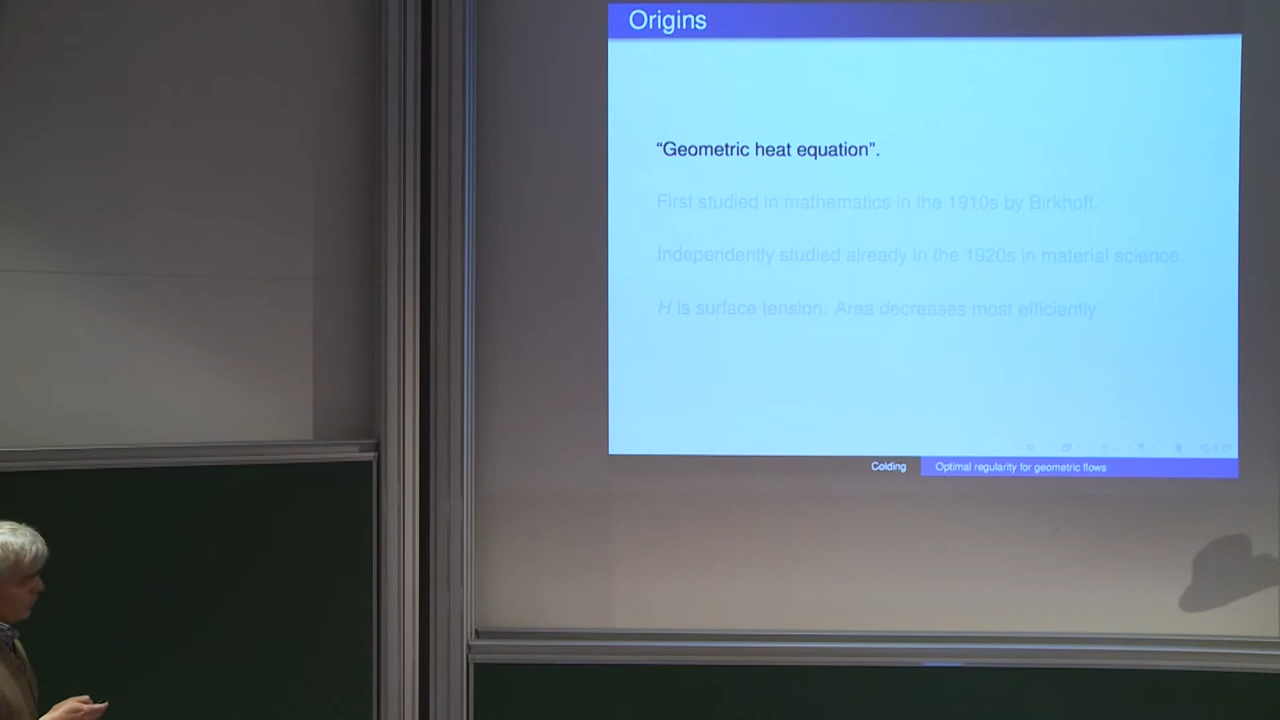 Origins
“Geometric heat equation”.
First studied in mathematics in the 1910s by Birkhoff.
Independently studied already in the 1920s in material science.
H is surface tension: Area decreases most efficiently.
Colding
Optimal regularity for geometric flows